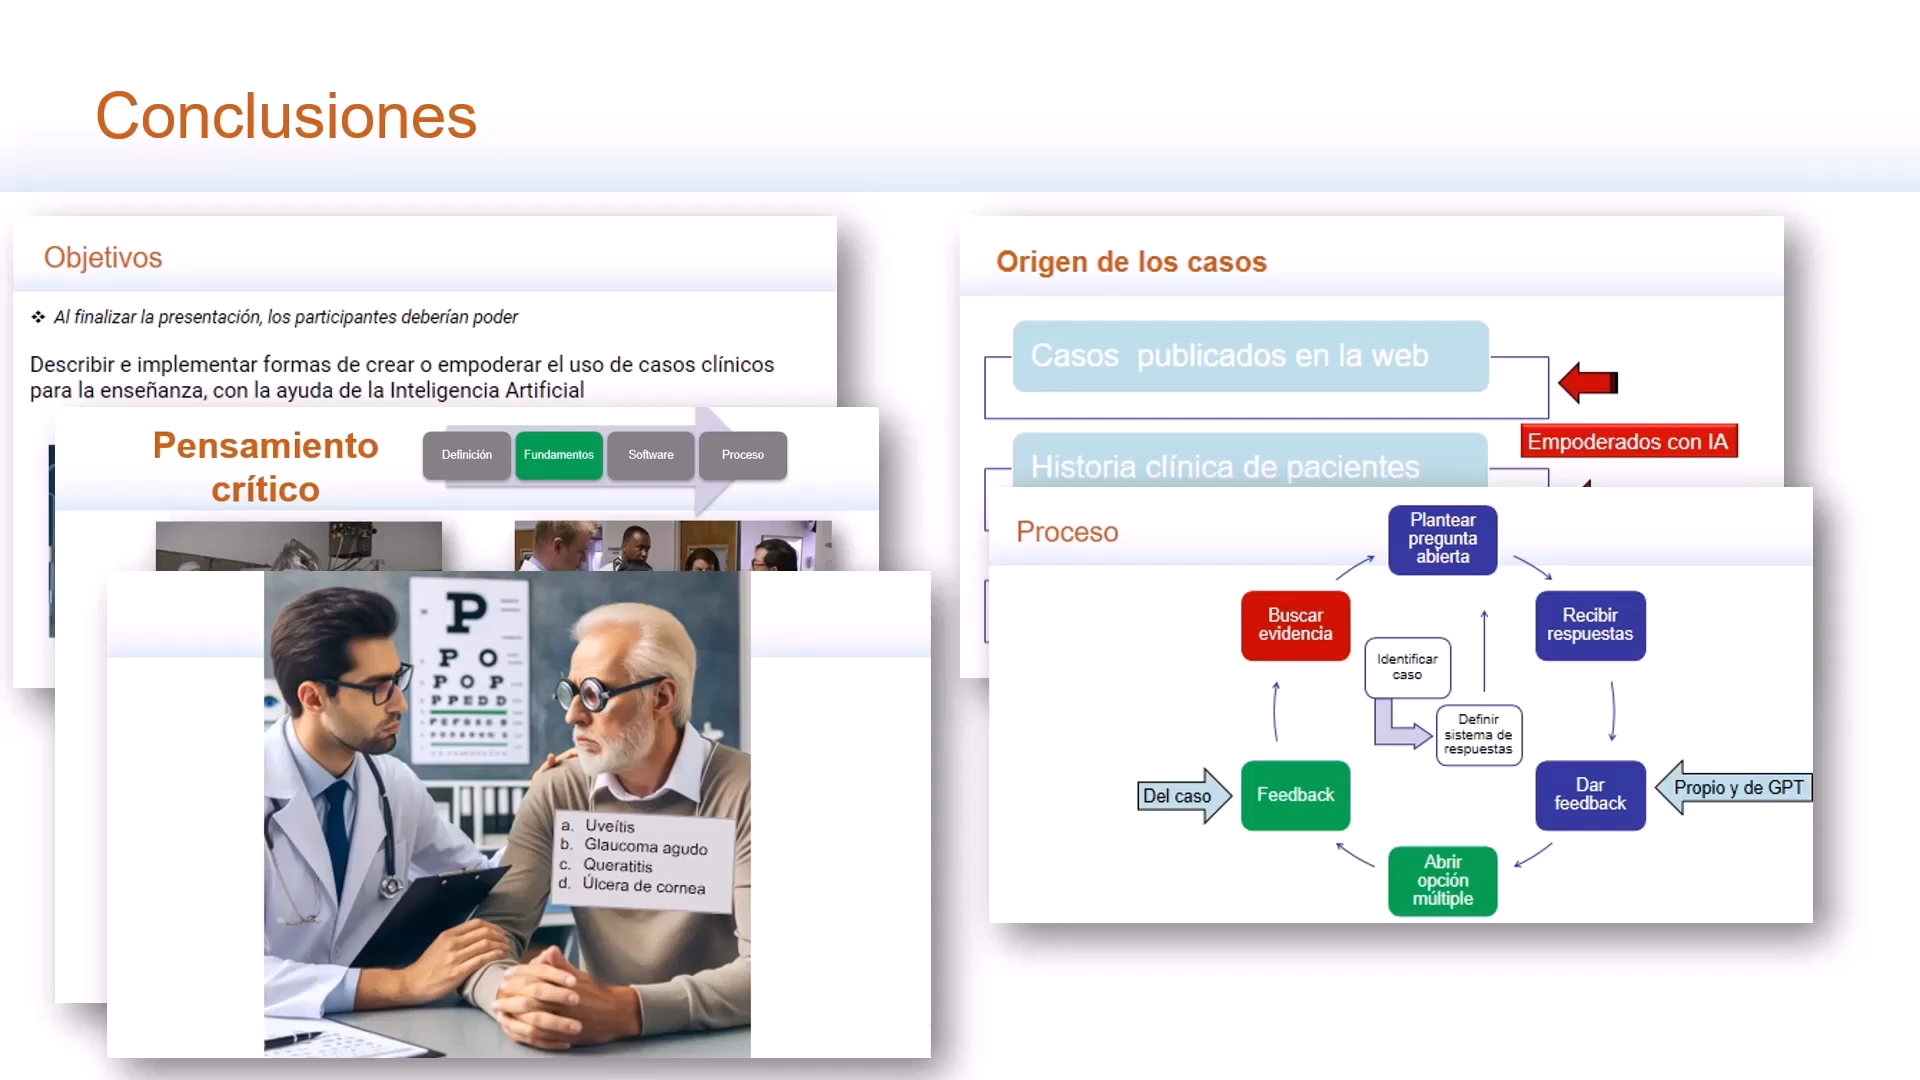 Conclusiones
Objetivos
❖ Al finalizar la presentación, los participantes deberían poder
Describir e implementar formas de crear o empoderar el uso de casos clínicos
para la enseñanza, con la ayuda de la Inteligencia Artificial
Pensamiento
crítico
Definición
Fundamentos
Software
Proceso
P
P O
P O P
a. Uveítis
b. Glaucoma agudo
c. Queratitis
d. Úlcera de cornea
Origen de los casos
Casos publicados en la web
Empoderados con IA
Historia clínica de pacientes
Proceso
Plantear
pregunta
abierta
Recibir
respuestas
Dar
feedback
Propio y de GPT
Abrir
opción
múltiple
Feedback
Del caso
Buscar
evidencia
Identificar
caso
Definir
sistema de
respuestas